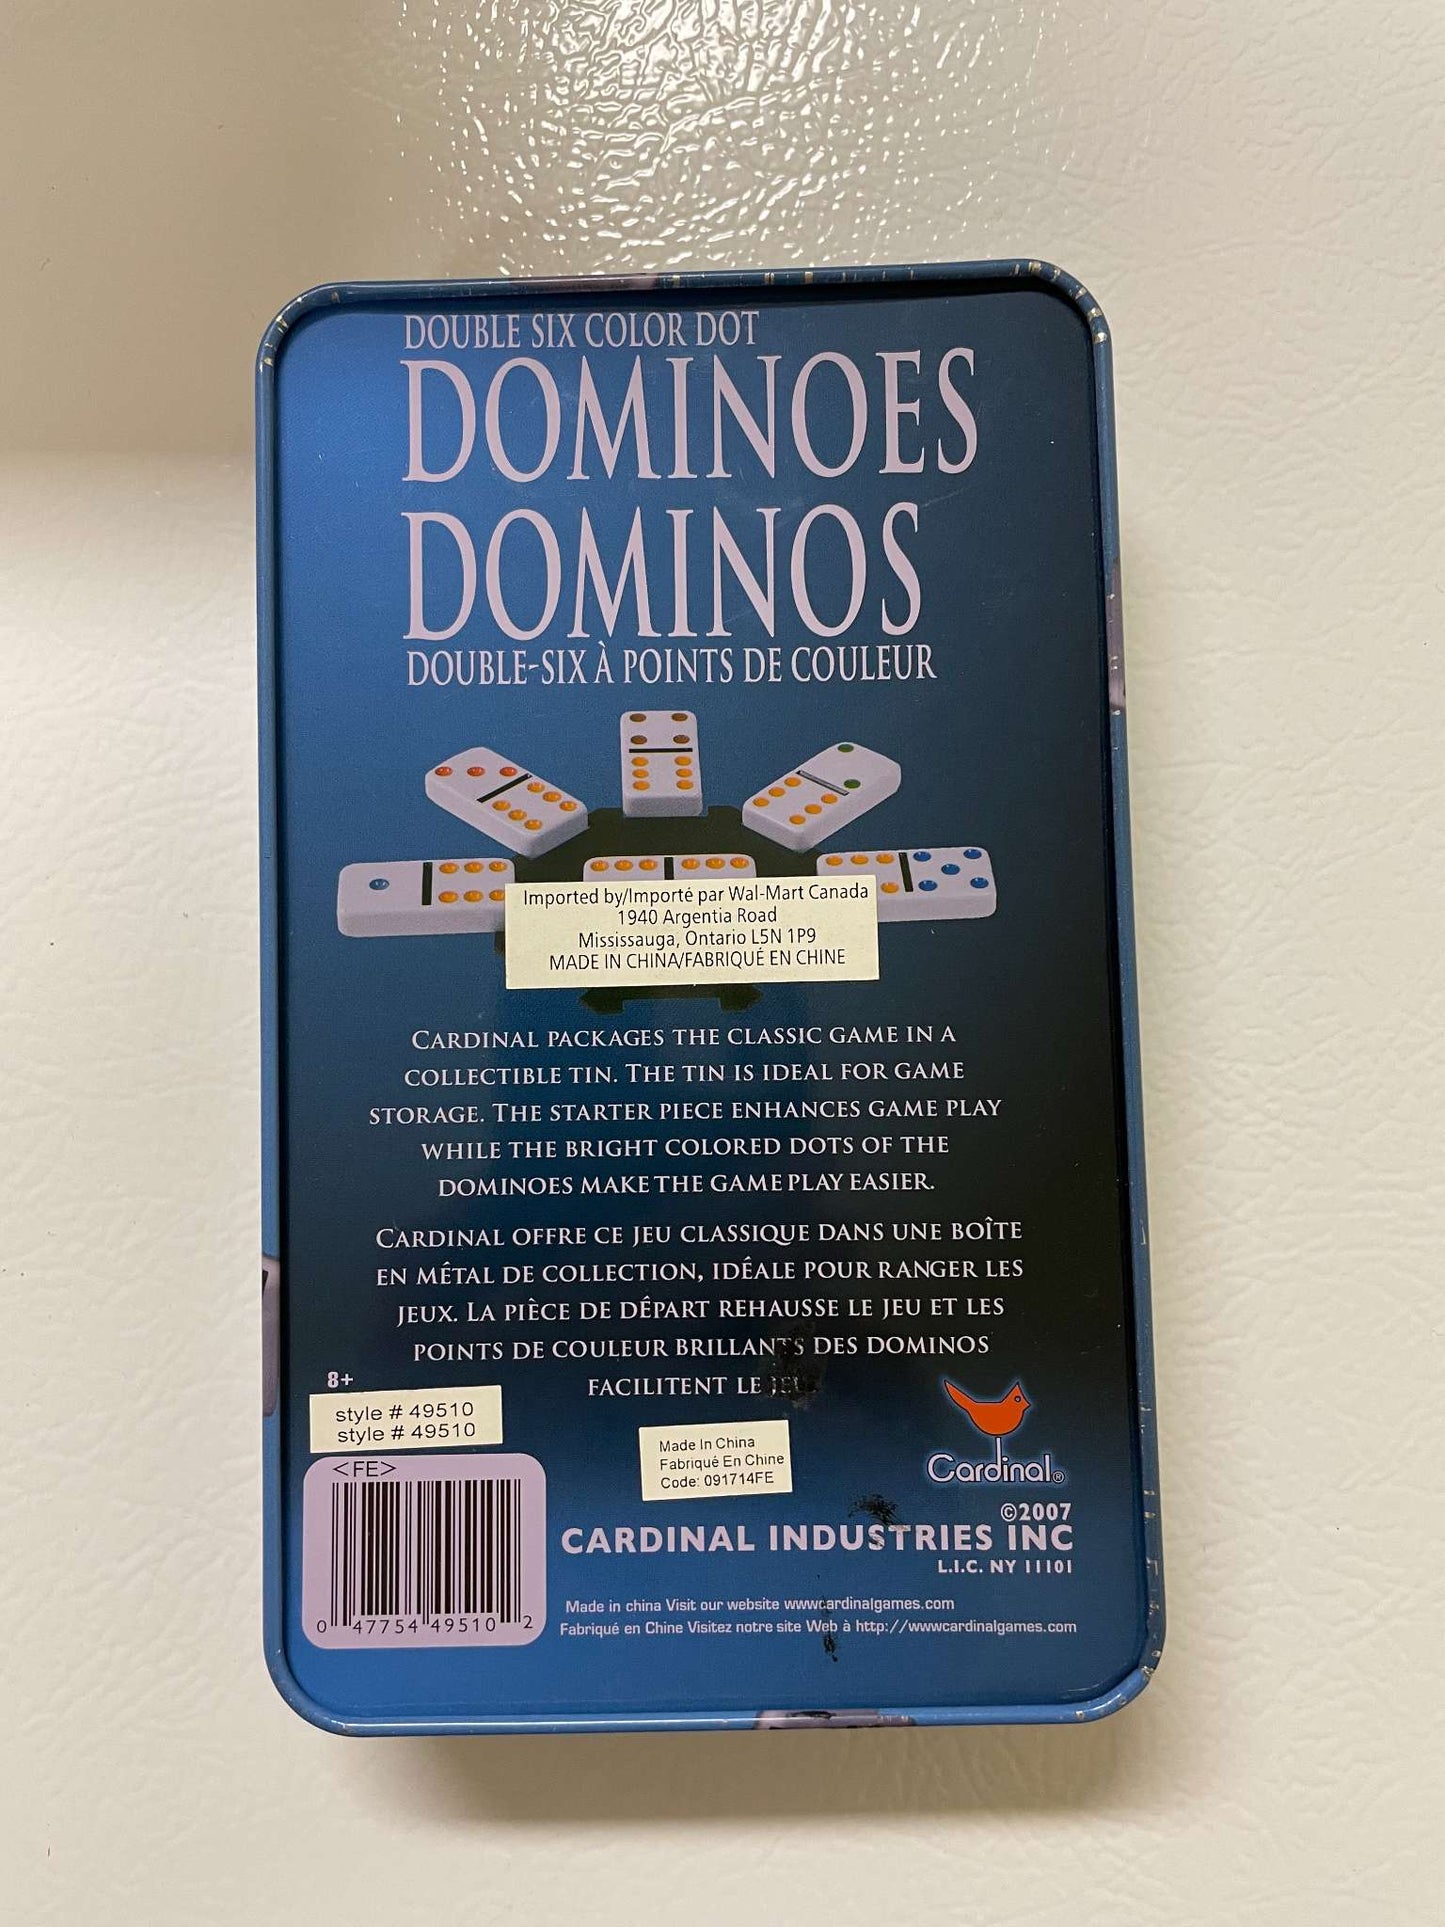 DOUBLE SIX COLOR DOT
DOMINOES
DOMINOS
DOUBLE-SIX À POINTS DE COULEUR
Imported by/Importé par Wal-Mart Canada
1940 Argentia Road
Mississauga, Ontario L5N 1P9
MADE IN CHINA/FABRIQUÉ EN CHINE
CARDINAL PACKAGES THE CLASSIC GAME IN A
COLLECTIBLE TIN. THE TIN IS IDEAL FOR GAME
STORAGE. THE STARTER PIECE ENHANCES GAME PLAY
WHILE THE BRIGHT COLORED DOTS OF THE
DOMINOES MAKE THE GAME PLAY EASIER.
CARDINAL OFFRE CE JEU CLASSIQUE DANS UNE BOÎTE
EN MÉTAL DE COLLECTION, IDÉALE POUR RANGER LES
JEUX. LA PIÈCE DE DÉPART REHAUSSE LE JEU ET LES
POINTS DE COULEUR BRILLANTS DES DOMINOS
FACILITENT LE JEU.
8+
style # 49510
style # 49510
<FE>
0 47754 49510 2
Made In China
Fabriqué En Chine
Code: 091714FE
Cardinal®
©2007
CARDINAL INDUSTRIES INC
L.I.C. NY 11101
Made in china Visit our website wwwcardinalgames.com
Fabriqué en Chine Visitez notre site Web à http://wwwcardinalgames.com